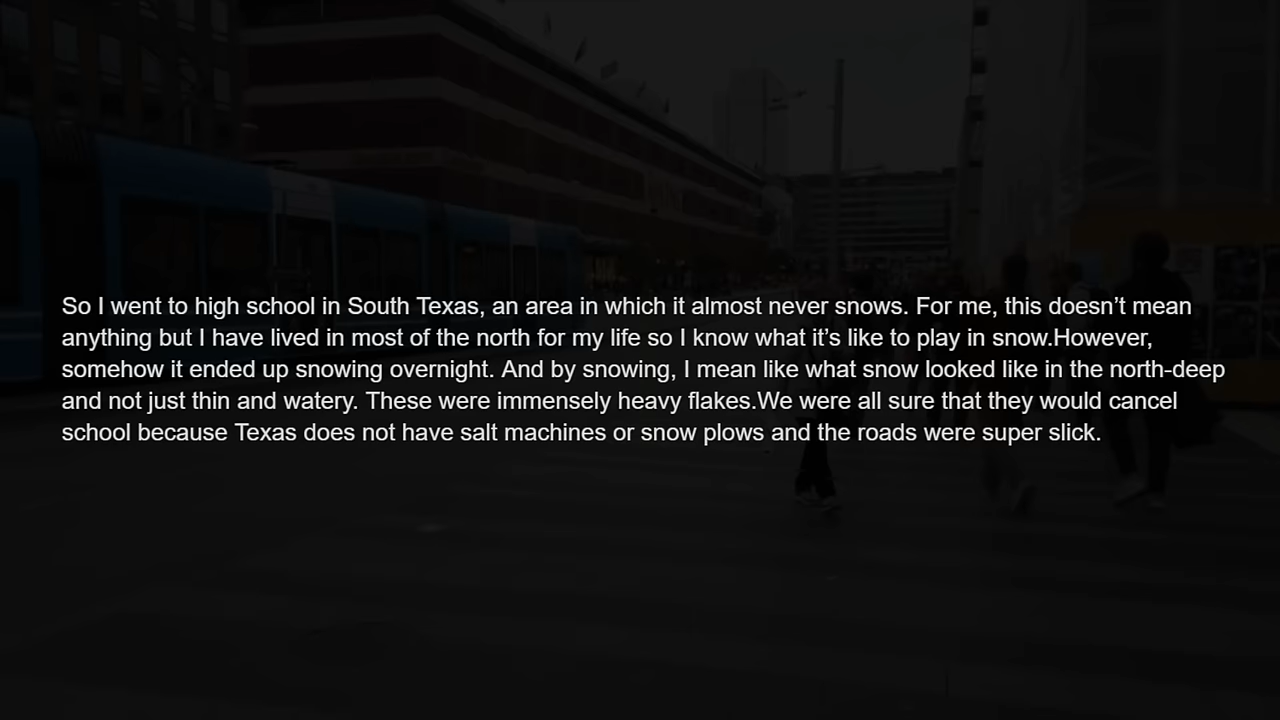 So I went to high school in South Texas, an area in which it almost never snows. For me, this doesn’t mean
anything but I have lived in most of the north for my life so I know what it’s like to play in snow.However,
somehow it ended up snowing overnight. And by snowing, I mean like what snow looked like in the north-deep
and not just thin and watery. These were immensely heavy flakes.We were all sure that they would cancel
school because Texas does not have salt machines or snow plows and the roads were super slick.